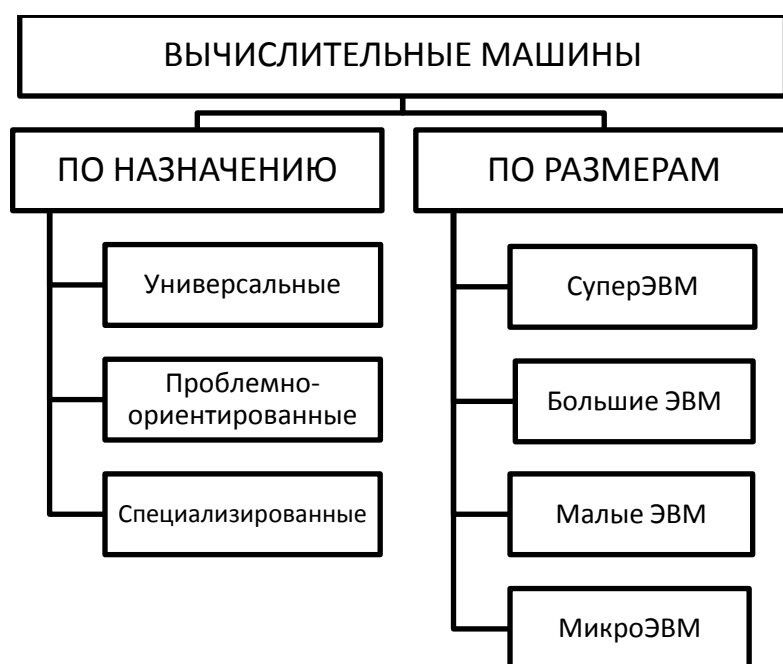 ВЫЧИСЛИТЕЛЬНЫЕ МАШИНЫ
ПО НАЗНАЧЕНИЮ
Универсальные
Проблемно-
ориентированные
Специализированные
ПО РАЗМЕРАМ
СуперЭВМ
Большие ЭВМ
Малые ЭВМ
МикроЭВМ